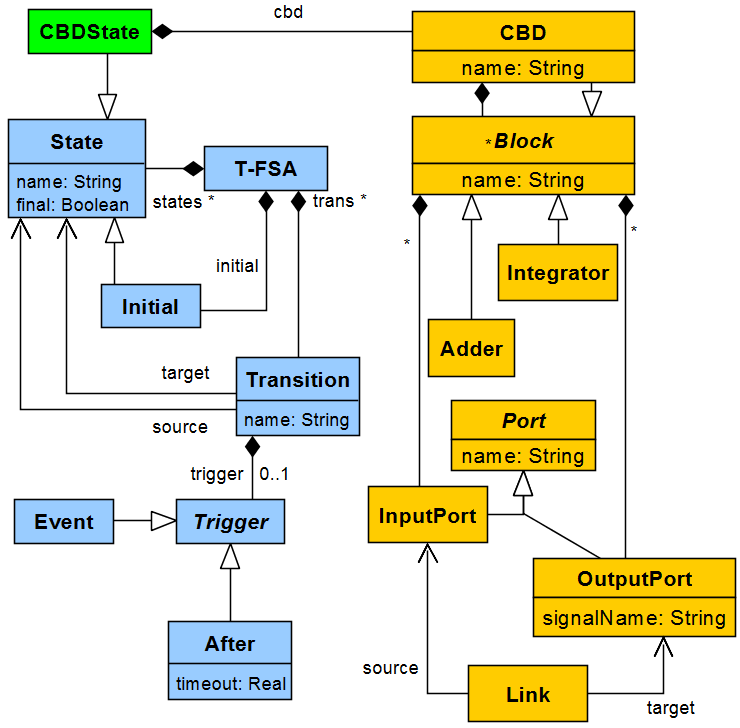 cbd
CBDState
CBD
name: String
State
name: String
final: Boolean
states *
T-FSA
trans *
*Block
name: String
*
*
initial
Initial
Integrator
Adder
target
source
Transition
name: String
trigger 0..1
Port
name: String
Event
Trigger
InputPort
OutputPort
signalName: String
After
timeout: Real
source
Link
target